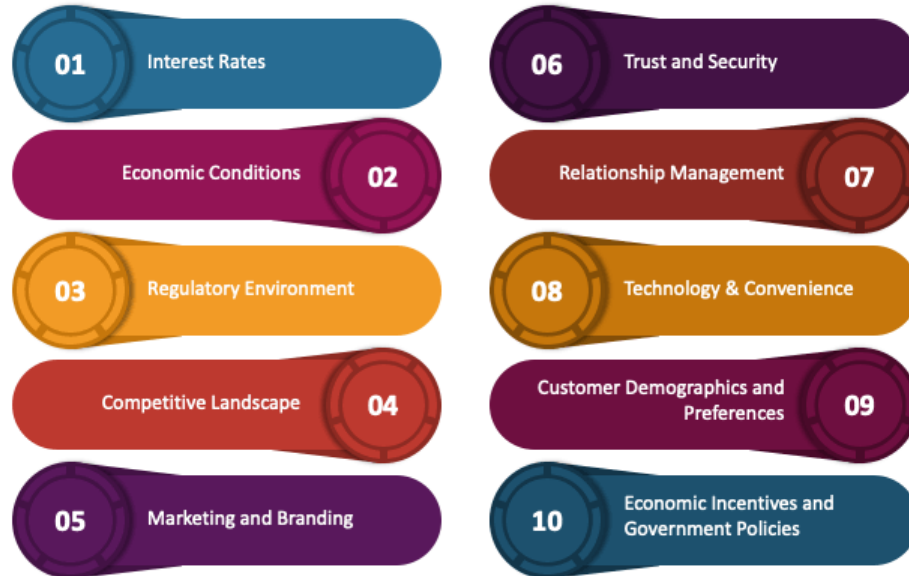 01 Interest Rates
Economic Conditions 02
03 Regulatory Environment
Competitive Landscape 04
05 Marketing and Branding
06 Trust and Security
Relationship Management 07
08 Technology & Convenience
Customer Demographics and
Preferences 09
10 Economic Incentives and
Government Policies